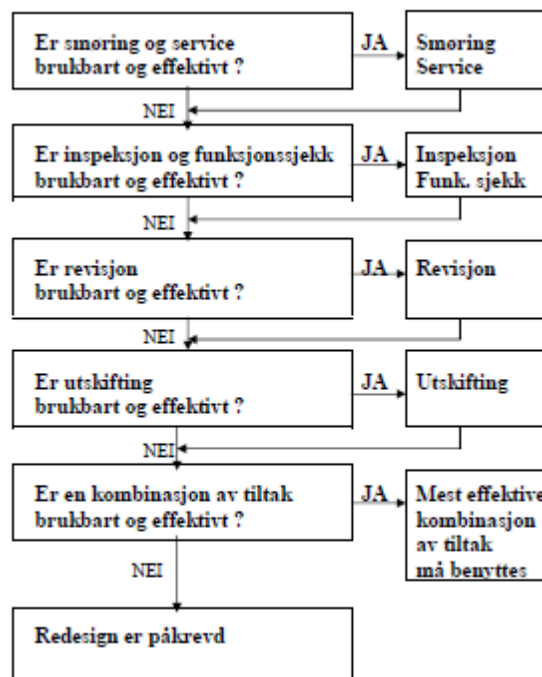 Er smøring og service
brukbart og effektivt ?
JA
Smøring
Service
NEI
Er inspeksjon og funksjonssjekk
brukbart og effektivt ?
JA
Inspeksjon
Funk. sjekk
NEI
Er revisjon
brukbart og effektivt ?
JA
Revisjon
NEI
Er utskifting
brukbart og effektivt ?
JA
Utskifting
NEI
Er en kombinasjon av tiltak
brukbart og effektivt ?
JA
Mest effektive
kombinasjon
av tiltak
må benyttes
NEI
Redesign er påkrevd